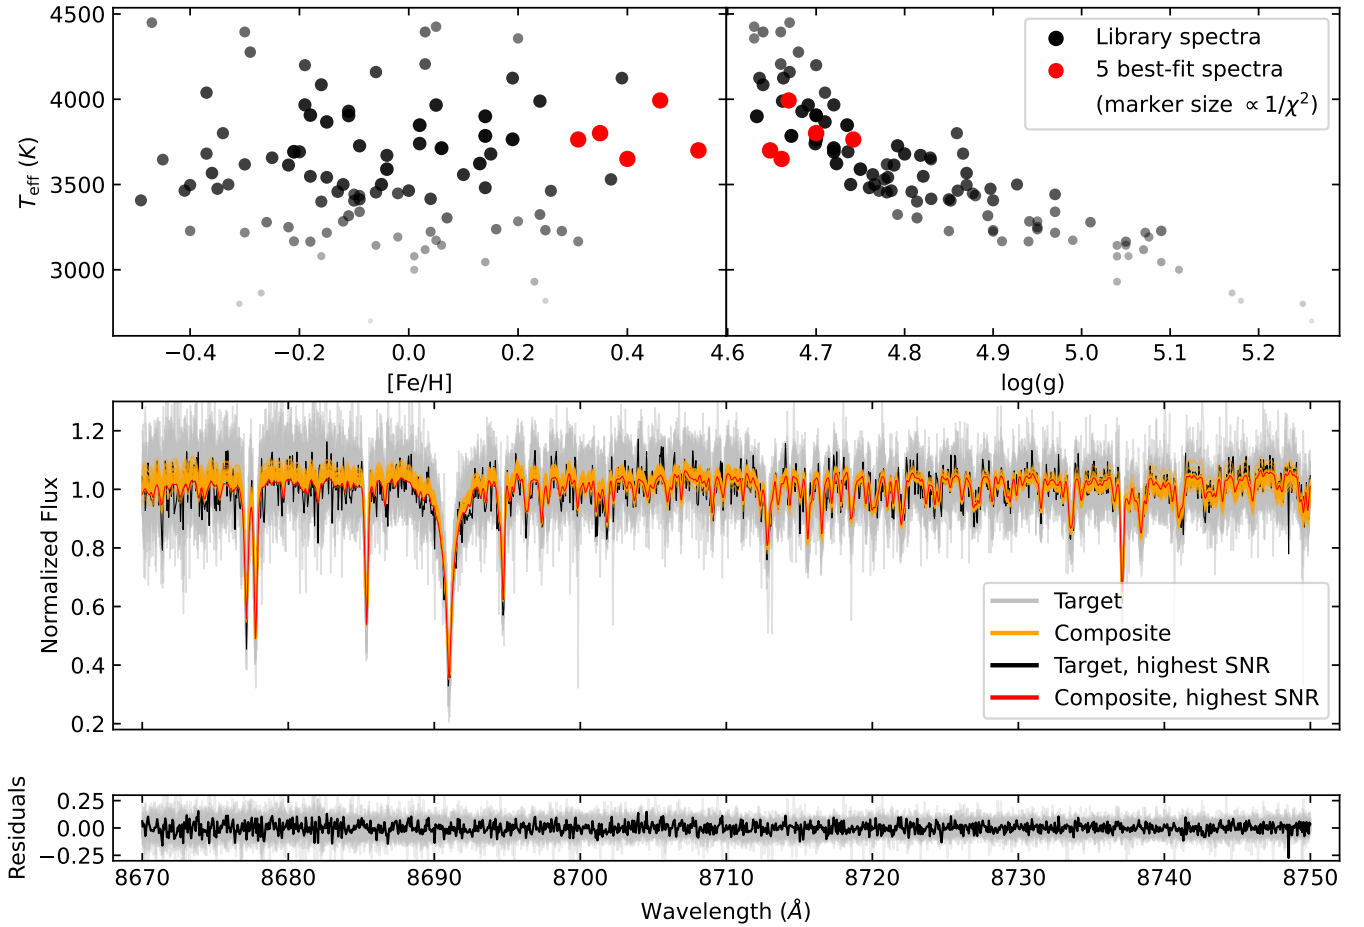 4500
4000
3500
3000
T_eff (K)
−0.4 −0.2 0.0 0.2 0.4 4.6 4.7 4.8 4.9 5.0 5.1 5.2
[Fe/H] log(g)
Library spectra
5 best-fit spectra
(marker size ∝ 1/χ²)
1.2
1.0
0.8
0.6
0.4
0.2
Normalized Flux
Target
Composite
Target, highest SNR
Composite, highest SNR
0.25
0.00
−0.25
Residuals
8670 8680 8690 8700 8710 8720 8730 8740 8750
Wavelength (Å)